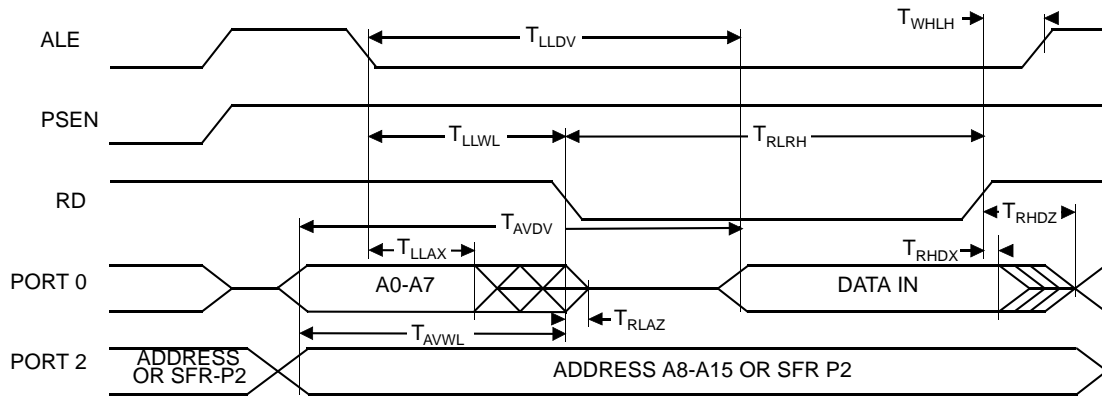 ALE
T_LLDV
T_WHLH
PSEN
T_LLWL
T_RLRH
RD
T_AVDV
T_RHDZ
T_LLAX
T_RHDX
PORT 0
A0-A7
DATA IN
T_RLAZ
T_AVWL
PORT 2
ADDRESS
OR SFR-P2
ADDRESS A8-A15 OR SFR P2